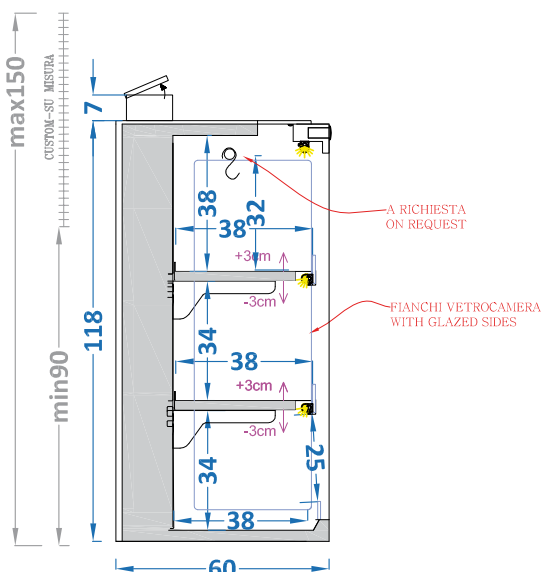 max150
CUSTOM-SU MISURA
7
38
32
38
A RICHIESTA
ON REQUEST
+3cm
-3cm
34
118
FIANCHI VETROCAMERA
WITH GLAZED SIDES
38
min90
+3cm
-3cm
34
25
38
60